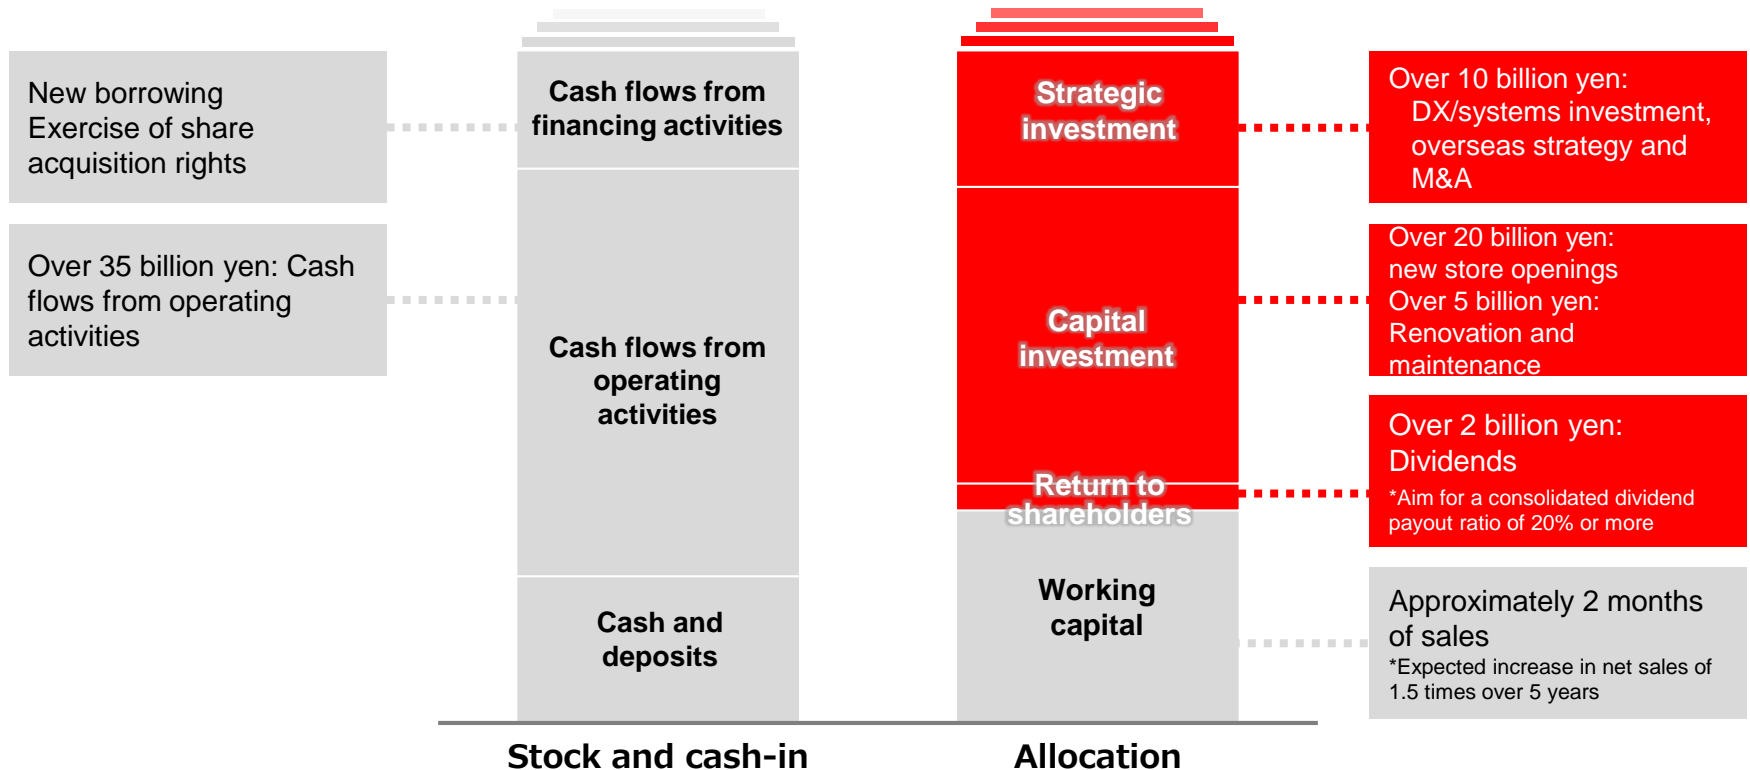 New borrowing
Exercise of share
acquisition rights
Over 35 billion yen: Cash
flows from operating
activities
Cash flows from
financing activities
Cash flows from
operating
activities
Cash and
deposits
Stock and cash-in
Strategic
investment
Capital
investment
Return to
shareholders
Working
capital
Allocation
Over 10 billion yen:
DX/systems investment,
overseas strategy and
M&A
Over 20 billion yen:
new store openings
Over 5 billion yen:
Renovation and
maintenance
Over 2 billion yen:
Dividends
*Aim for a consolidated dividend
payout ratio of 20% or more
Approximately 2 months
of sales
*Expected increase in net sales of
1.5 times over 5 years